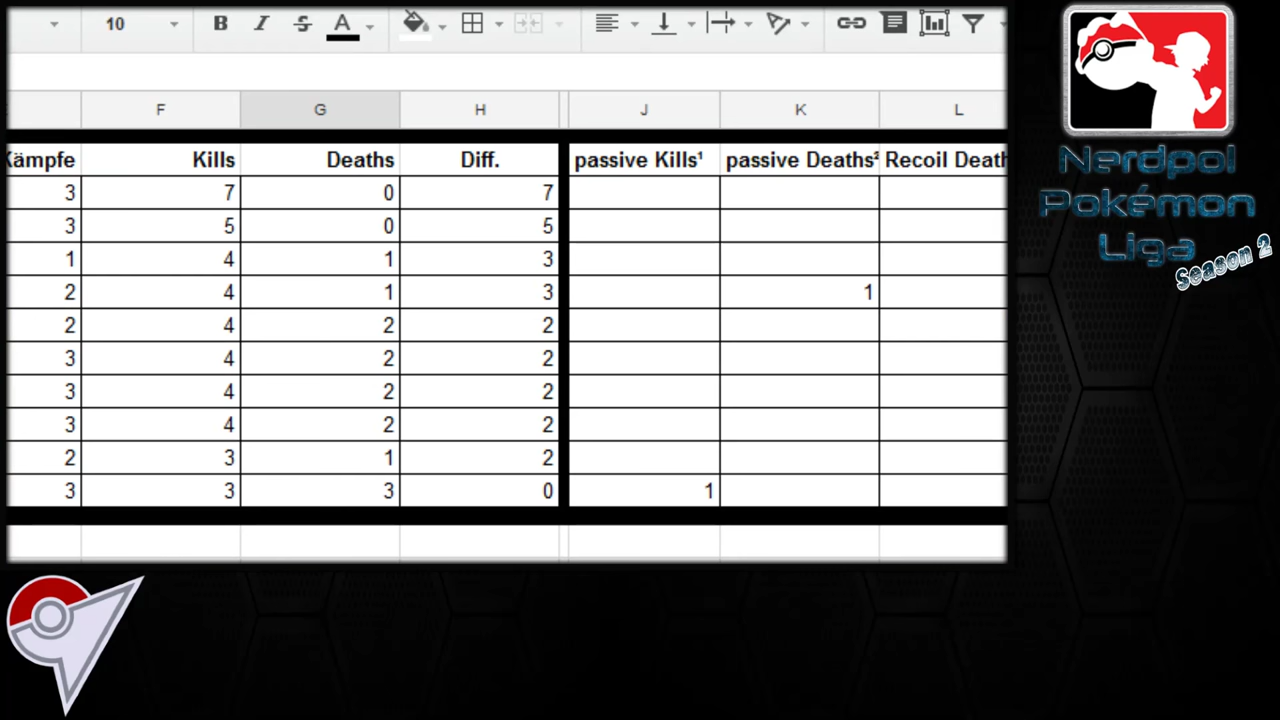 10 B I S A
F G H J K L
Kämpfe Kills Deaths Diff. passive Kills¹ passive Deaths² Recoil Death
3 7 0 7
3 5 0 5
1 4 1 3
2 4 1 3 1
2 4 2 2
3 4 2 2
3 4 2 2
3 4 2 2
2 3 1 2
3 3 3 0 1
Nerdpol
Pokémon
Liga
Season 2